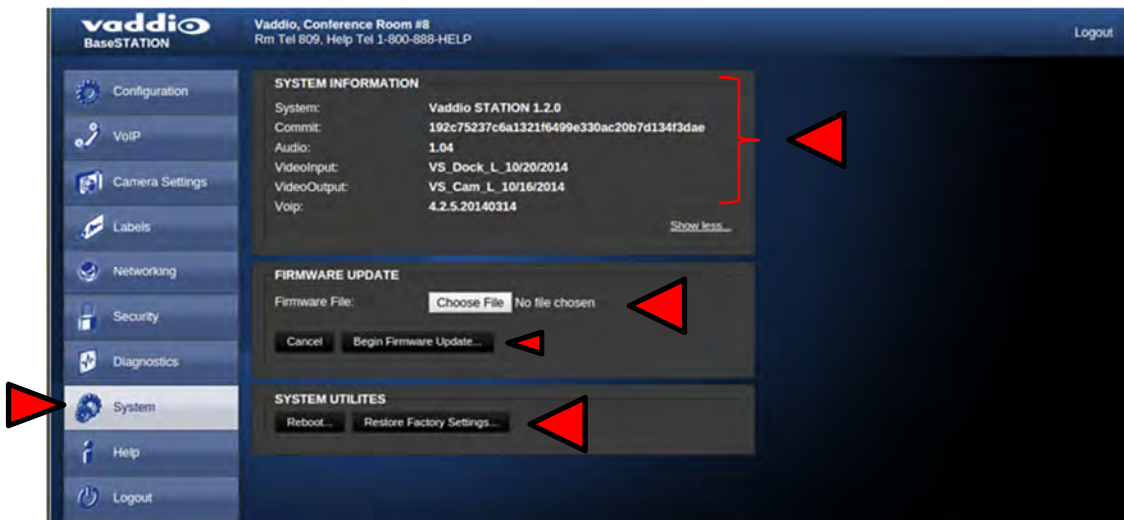 vaddio
BaseSTATION
Vaddio, Conference Room #8
Rm Tel 809, Help Tel 1-800-888-HELP
Logout
Configuration
VoIP
Camera Settings
Labels
Networking
Security
Diagnostics
System
Help
Logout
SYSTEM INFORMATION
System: Vaddio STATION 1.2.0
Commit: 192c75237c6a1321f6499e330ac20b7d134f3dae
Audio: 1.04
VideoInput: VS_Dock_L_10/20/2014
VideoOutput: VS_Cam_L_10/16/2014
Voip: 4.2.5.20140314
Show less...
FIRMWARE UPDATE
Firmware File: Choose File No file chosen
Cancel Begin Firmware Update...
SYSTEM UTILITES
Reboot... Restore Factory Settings...